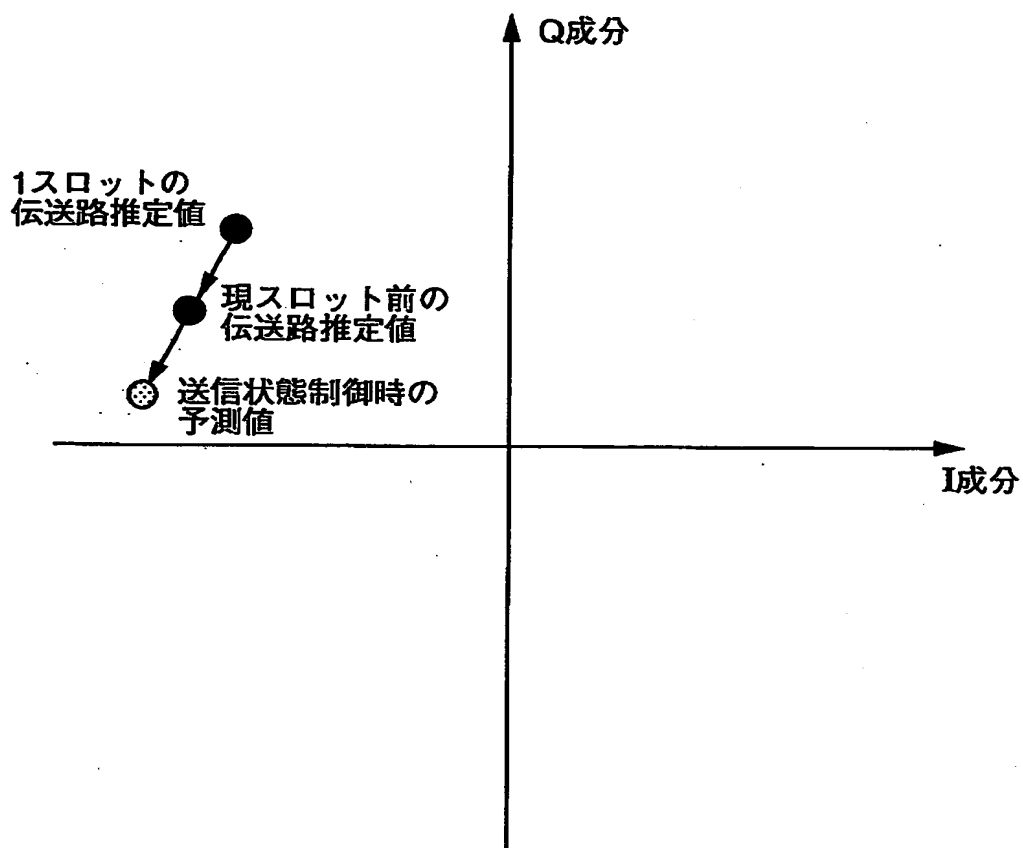 Q成分
1スロットの
伝送路推定値
現スロット前の
伝送路推定値
送信状態制御時の
予測値
I成分